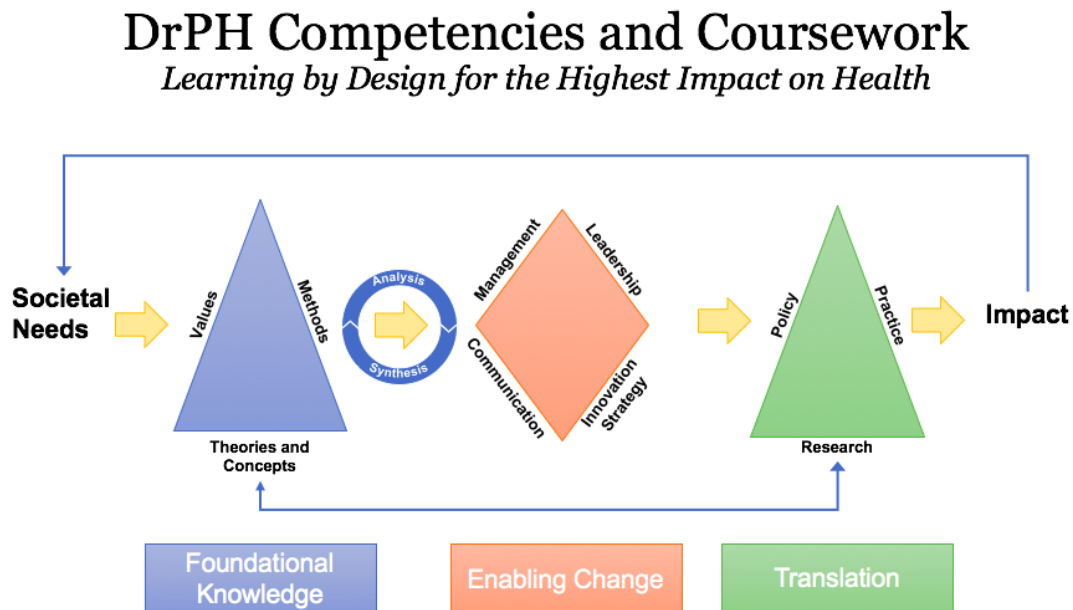 DrPH Competencies and Coursework
Learning by Design for the Highest Impact on Health
Societal
Needs
Values
Methods
Theories and
Concepts
Analysis
Synthesis
Management
Leadership
Communication
Innovation
Strategy
Policy
Practice
Research
Impact
Foundational
Knowledge
Enabling Change
Translation